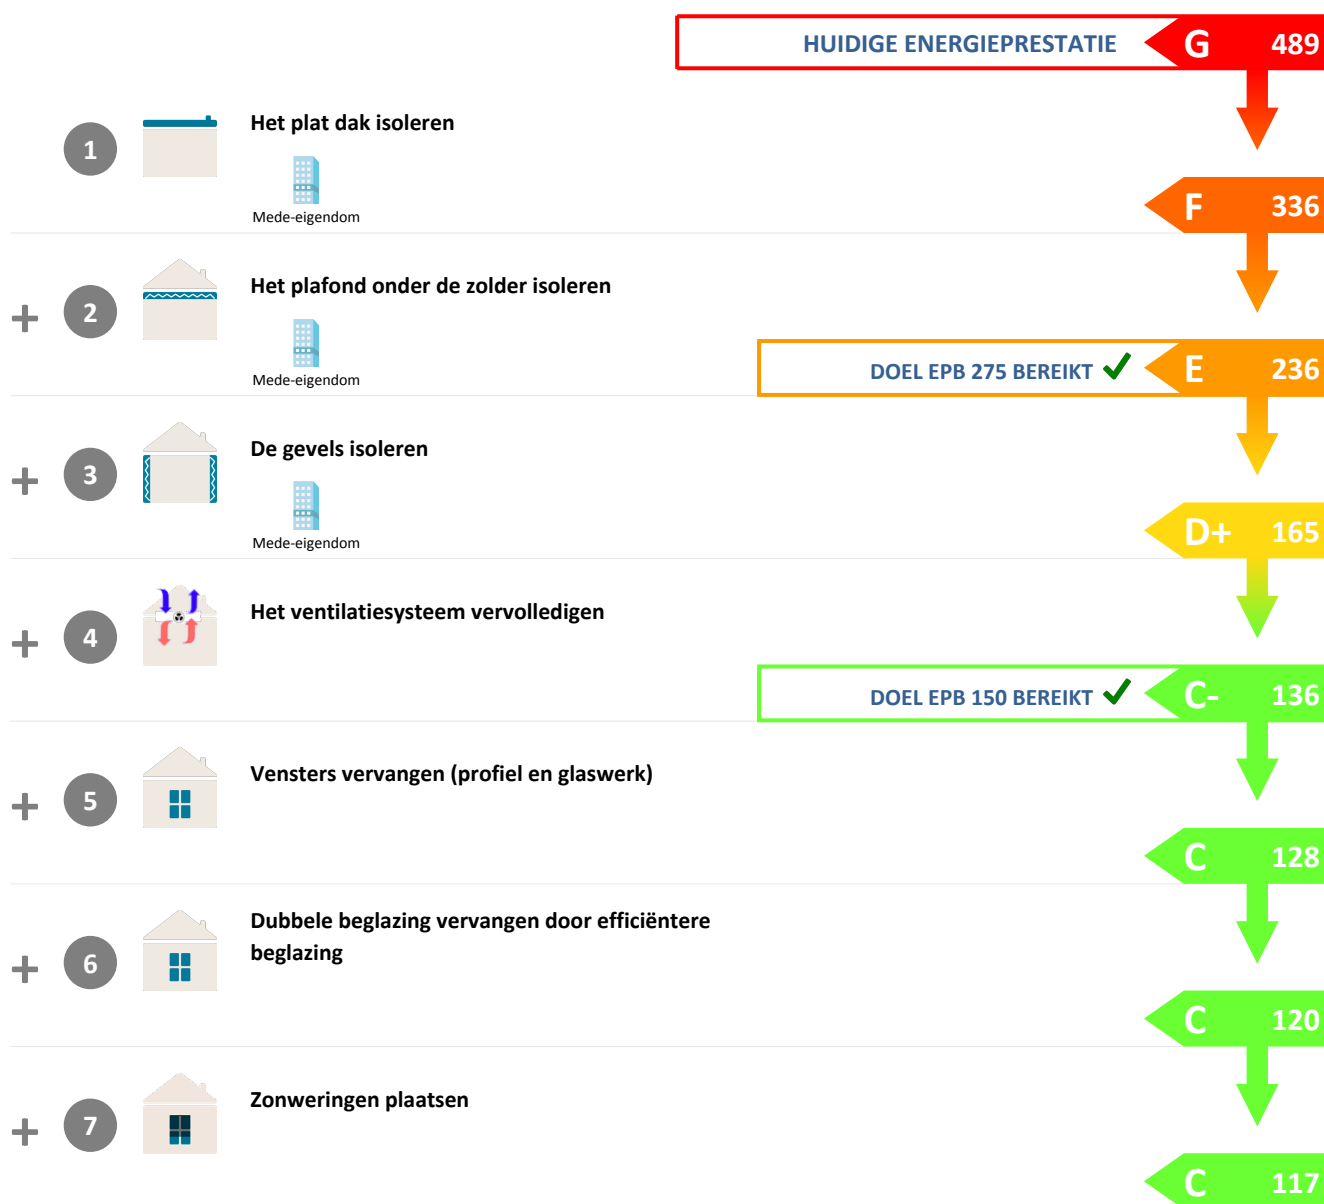 HUIDIGE ENERGIEPRESTATIE G 489
1 Het plat dak isoleren
Mede-eigendom
F 336
+ 2 Het plafond onder de zolder isoleren
Mede-eigendom
DOEL EPB 275 BEREIKT ✓ E 236
+ 3 De gevels isoleren
Mede-eigendom
D+ 165
+ 4 Het ventilatiesysteem vervolledigen
DOEL EPB 150 BEREIKT ✓ C- 136
+ 5 Vensters vervangen (profiel en glaswerk)
C 128
+ 6 Dubbele beglazing vervangen door efficiëntere
beglazing
C 120
+ 7 Zonweringen plaatsen
C 117